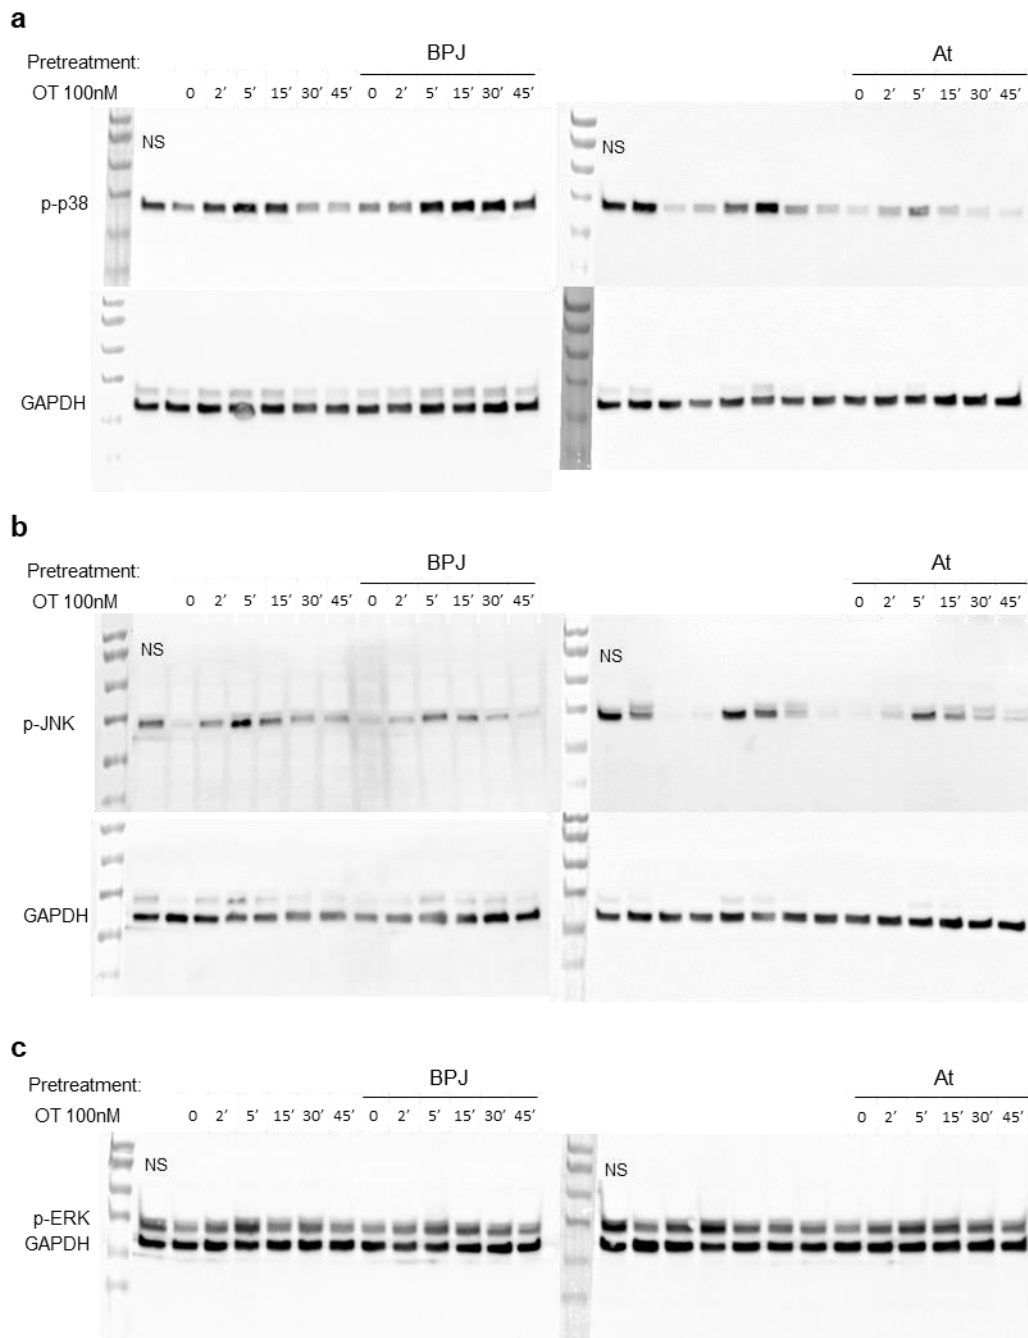 a
BPJ At
Pretreatment:
OT 100nM 0 2’ 5’ 15’ 30’ 45’ 0 2’ 5’ 15’ 30’ 45’ 0 2’ 5’ 15’ 30’ 45’
NS NS
p-p38
GAPDH
b
BPJ At
Pretreatment:
OT 100nM 0 2’ 5’ 15’ 30’ 45’ 0 2’ 5’ 15’ 30’ 45’ 0 2’ 5’ 15’ 30’ 45’
NS NS
p-JNK
GAPDH
c
BPJ At
Pretreatment:
OT 100nM 0 2’ 5’ 15’ 30’ 45’ 0 2’ 5’ 15’ 30’ 45’ 0 2’ 5’ 15’ 30’ 45’
NS NS
p-ERK
GAPDH